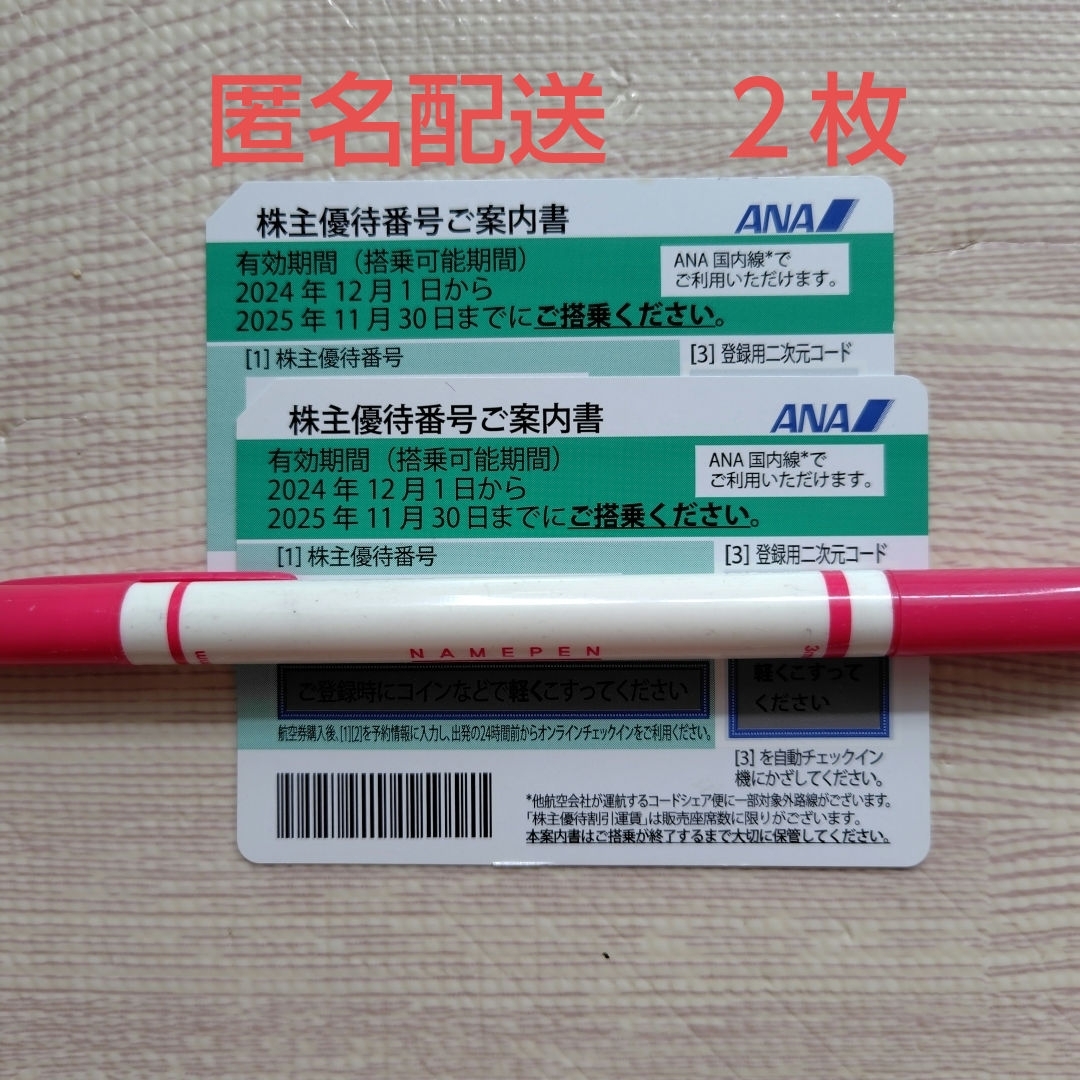 匿名配送　2枚
株主優待番号ご案内書
ANA
有効期間（搭乗可能期間）
2024年12月1日から
2025年11月30日までにご搭乗ください。
ANA国内線*で
ご利用いただけます。
[1] 株主優待番号
[3] 登録用二次元コード
株主優待番号ご案内書
ANA
有効期間（搭乗可能期間）
2024年12月1日から
2025年11月30日までにご搭乗ください。
ANA国内線*で
ご利用いただけます。
[1] 株主優待番号
[3] 登録用二次元コード
NAMEPEN
ご登録時にコインなどで軽くこすってください
軽くこすって
ください
航空券購入後、[1][2]を予約情報に入力し、出発の24時間前からオンラインチェックインをご利用ください。
[3] を自動チェックイン
機にかざしてください。
*他航空会社が運航するコードシェア便に一部対象外路線がございます。
「株主優待割引運賃」は販売座席数に限りがございます。
本案内書はご搭乗が終了するまで大切に保管してください。